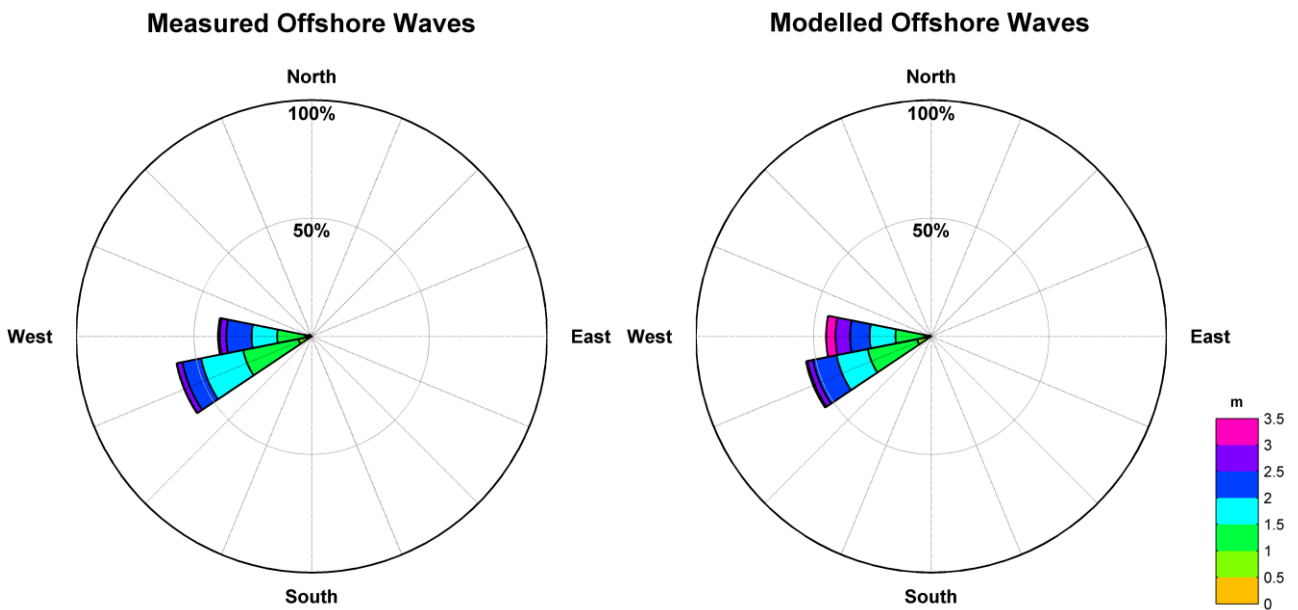 Measured Offshore Waves
Modelled Offshore Waves
North
North
100%
100%
50%
50%
West
East
West
East
South
South
m
3.5
3
2.5
2
1.5
1
0.5
0